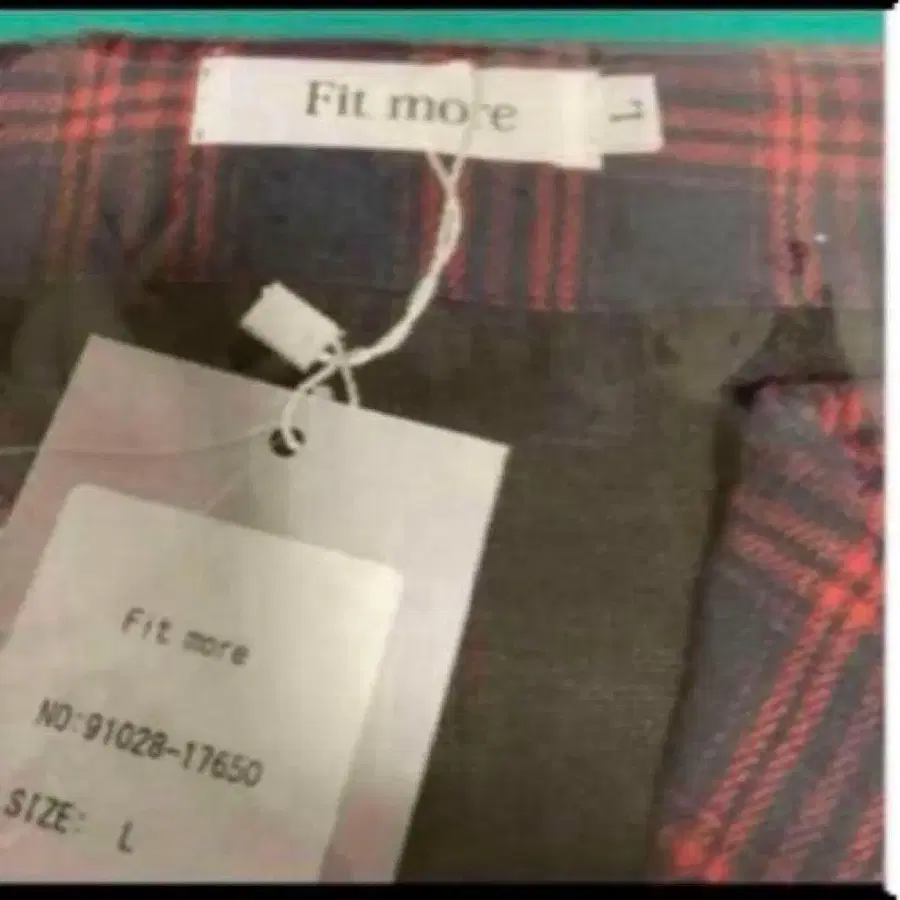 Fit more
L
Fit more
NO:91028-17650
SIZE: L